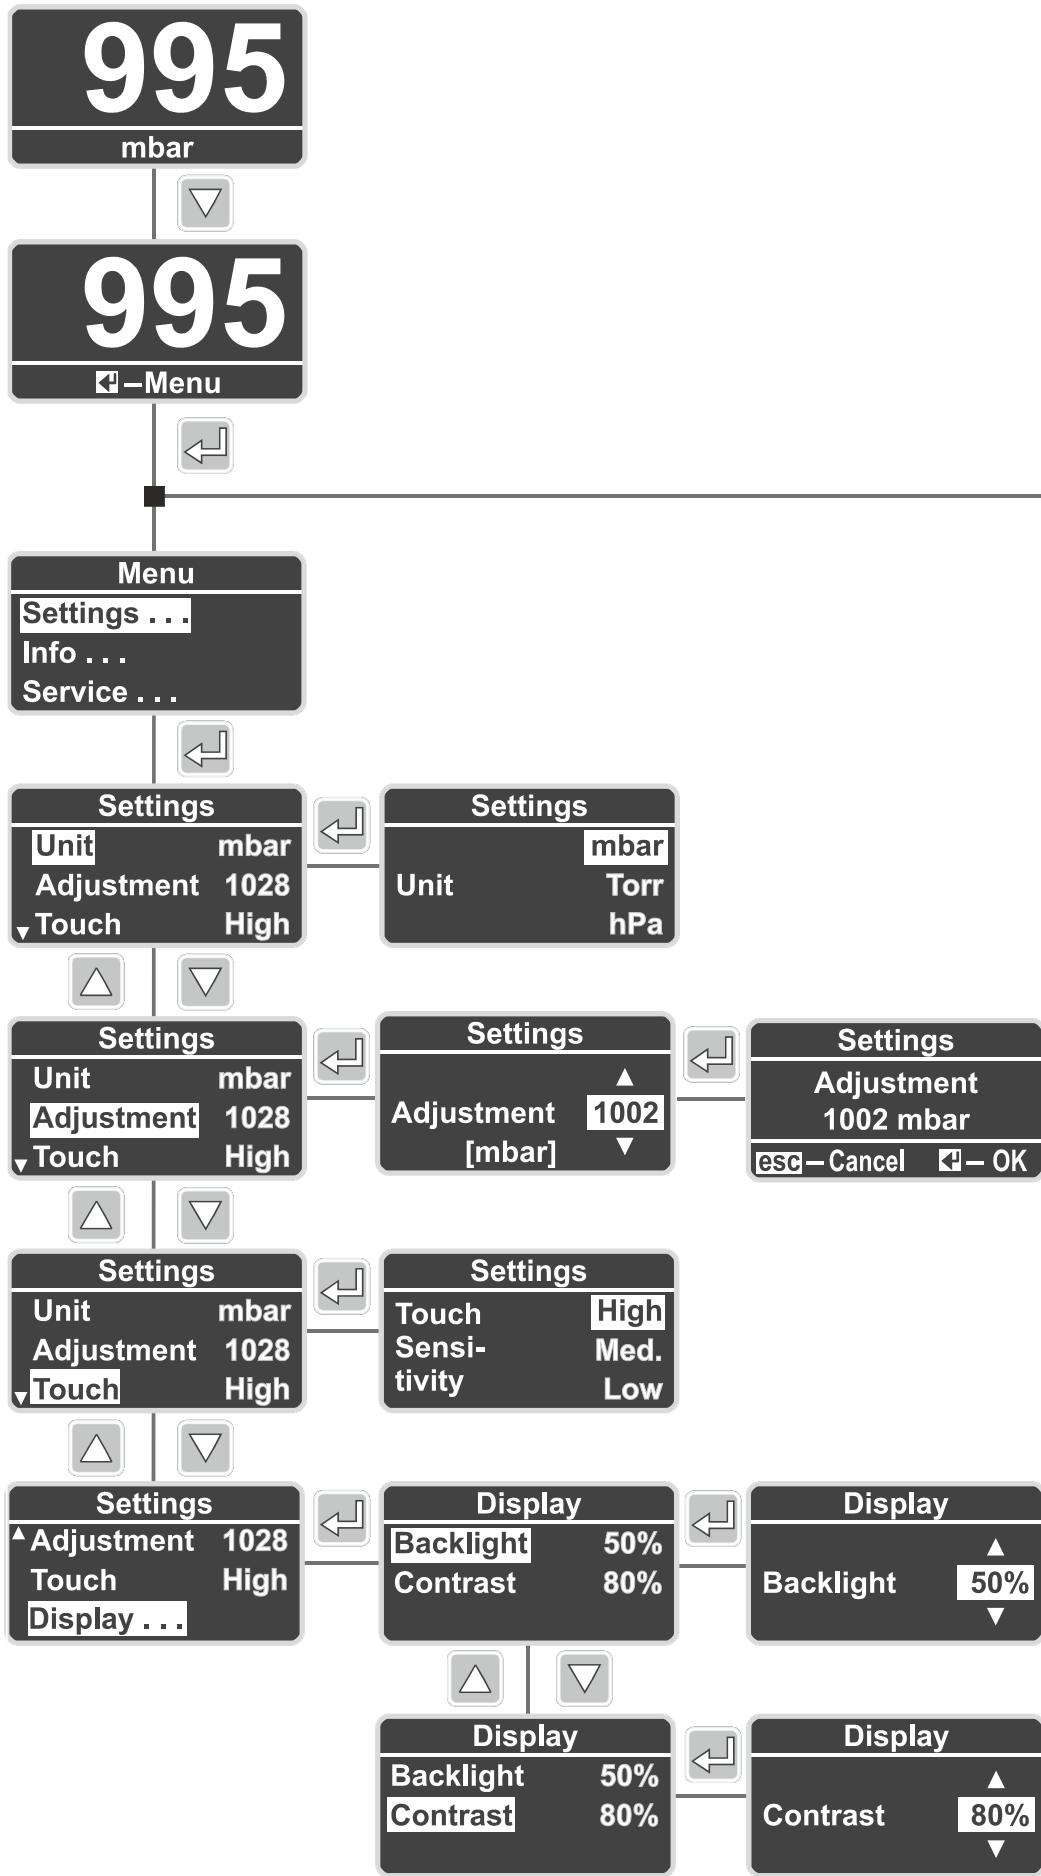 995
mbar
995
–Menu
Menu
Settings . . .
Info . . .
Service . . .
Settings
Unit mbar
Adjustment 1028
Touch High
Settings
mbar
Unit Torr
hPa
Settings
Unit mbar
Adjustment 1028
Touch High
Settings
Adjustment 1002
[mbar]
Settings
Adjustment
1002 mbar
esc – Cancel – OK
Settings
Unit mbar
Adjustment 1028
Touch High
Settings
Touch High
Sensi- Med.
tivity Low
Settings
Adjustment 1028
Touch High
Display . . .
Display
Backlight 50%
Contrast 80%
Display
Backlight 50%
Display
Backlight 50%
Contrast 80%
Display
Contrast 80%